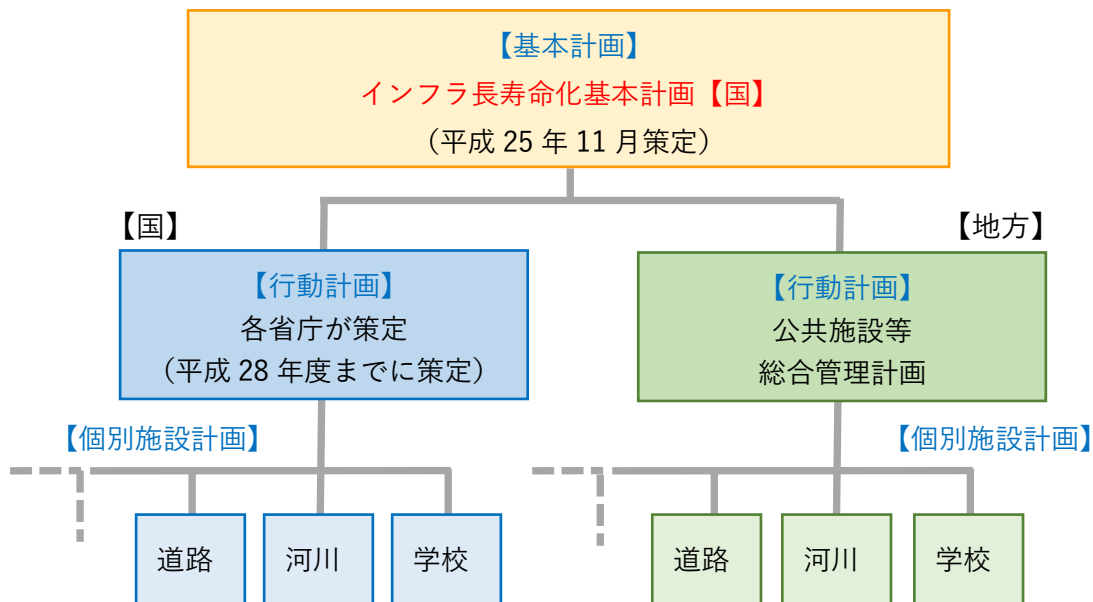 【基本計画】
インフラ長寿命化基本計画【国】
（平成 25 年 11 月策定）
【国】
【地方】
【行動計画】
各省庁が策定
（平成 28 年度までに策定）
【行動計画】
公共施設等
総合管理計画
【個別施設計画】
【個別施設計画】
道路
河川
学校
道路
河川
学校